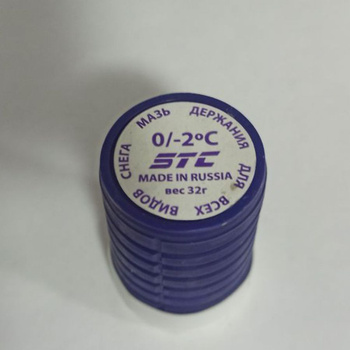 МАЗЬ ДЕРЖАНИЯ ДЛЯ ВСЕХ ВИДОВ СНЕГА
0/-2ºC
STC
MADE IN RUSSIA
вес 32г